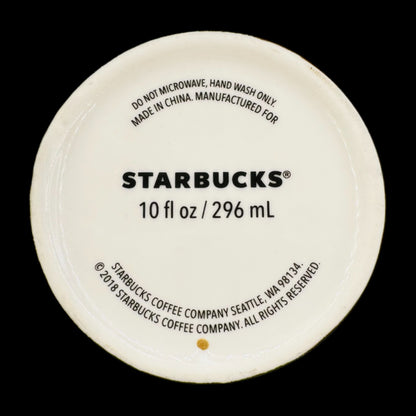 DO NOT MICROWAVE, HAND WASH ONLY.
MADE IN CHINA. MANUFACTURED FOR
STARBUCKS®
10 fl oz / 296 mL
STARBUCKS COFFEE COMPANY SEATTLE, WA 98134.
©2018 STARBUCKS COFFEE COMPANY. ALL RIGHTS RESERVED.